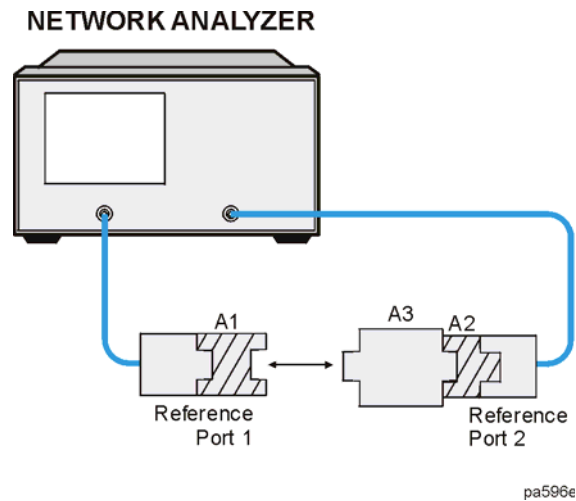 NETWORK ANALYZER
A1
A3
A2
Reference
Port 1
Reference
Port 2
pa596e